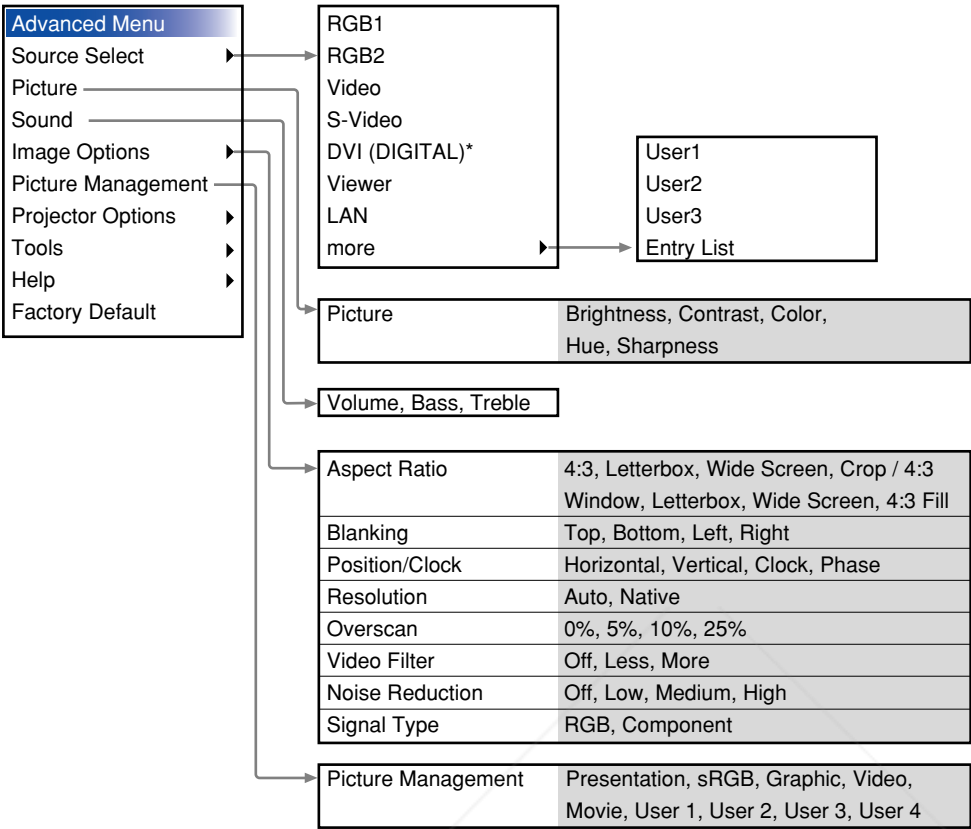 Advanced Menu
Source Select
Picture
Sound
Image Options
Picture Management
Projector Options
Tools
Help
Factory Default
RGB1
RGB2
Video
S-Video
DVI (DIGITAL)*
Viewer
LAN
more
User1
User2
User3
Entry List
Picture Brightness, Contrast, Color,
Hue, Sharpness
Volume, Bass, Treble
Aspect Ratio 4:3, Letterbox, Wide Screen, Crop / 4:3
Window, Letterbox, Wide Screen, 4:3 Fill
Blanking Top, Bottom, Left, Right
Position/Clock Horizontal, Vertical, Clock, Phase
Resolution Auto, Native
Overscan 0%, 5%, 10%, 25%
Video Filter Off, Less, More
Noise Reduction Off, Low, Medium, High
Signal Type RGB, Component
Picture Management Presentation, sRGB, Graphic, Video,
Movie, User 1, User 2, User 3, User 4